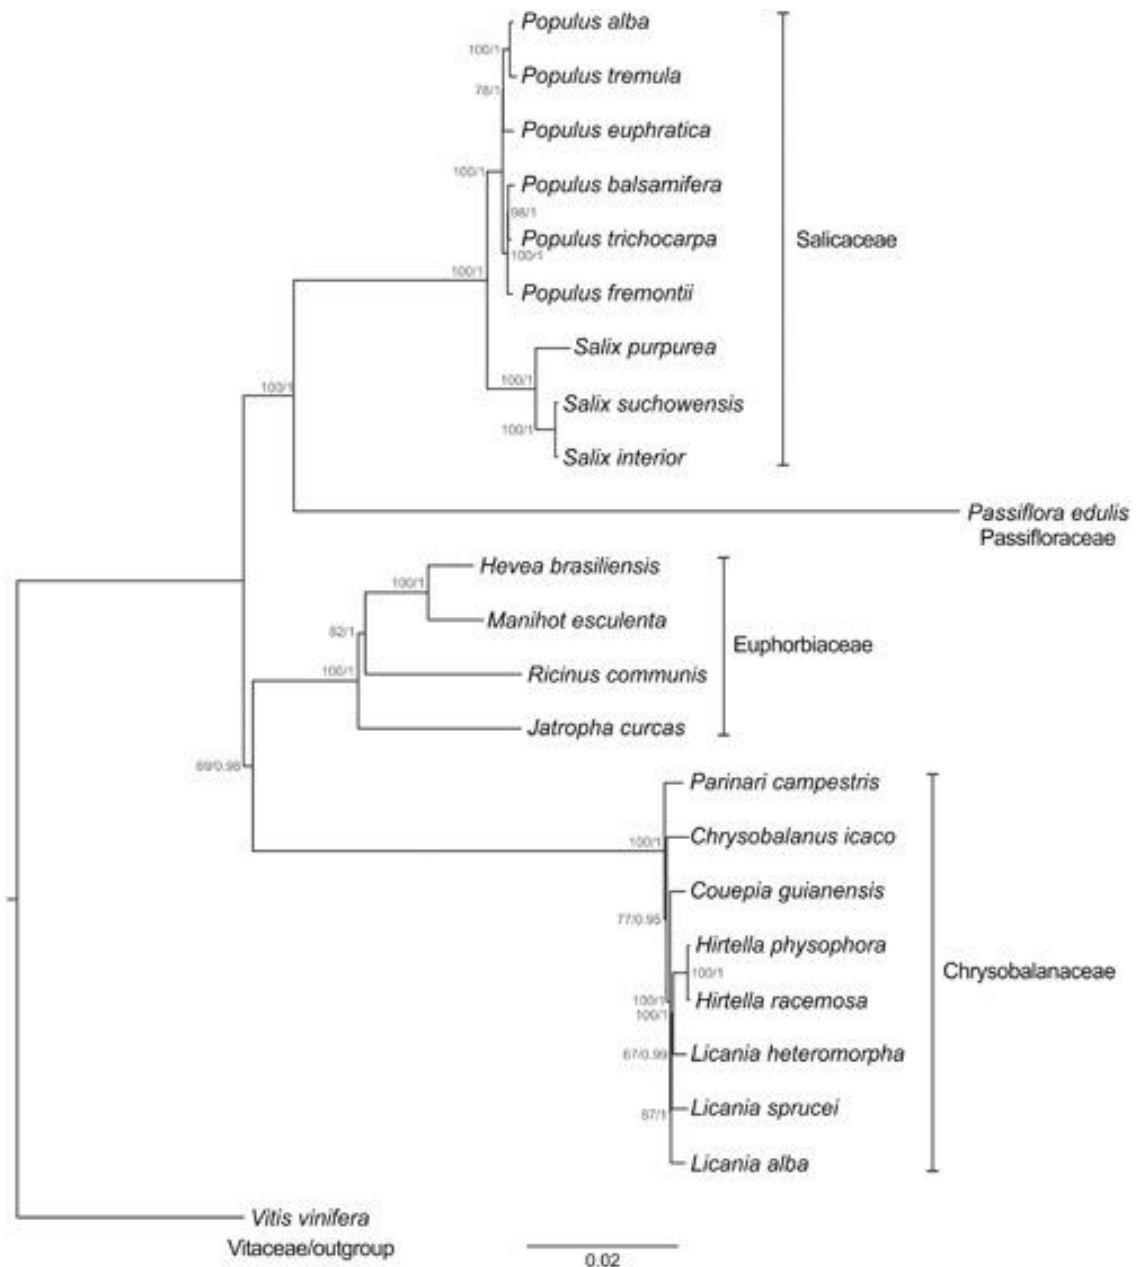 Populus alba
100/1
Populus tremula
78/1
Populus euphratica
100/1
Populus balsamifera
98/1
Populus trichocarpa
Salicaceae
100/1
100/1
Populus fremontii
Salix purpurea
100/1
100/1
Salix suchowensis
100/1
Salix interior
Passiflora edulis
Passifloraceae
Hevea brasiliensis
100/1
Manihot esculenta
82/1
Euphorbiaceae
100/1
Ricinus communis
Jatropha curcas
69/0.98
Parinari campestris
100/1
Chrysobalanus icaco
Couepia guianensis
77/0.95
Hirtella physophora
100/1
Chrysobalanaceae
100/1
Hirtella racemosa
100/1
67/0.99
Licania heteromorpha
Licania sprucei
87/1
Licania alba
Vitis vinifera
Vitaceae/outgroup
0.02